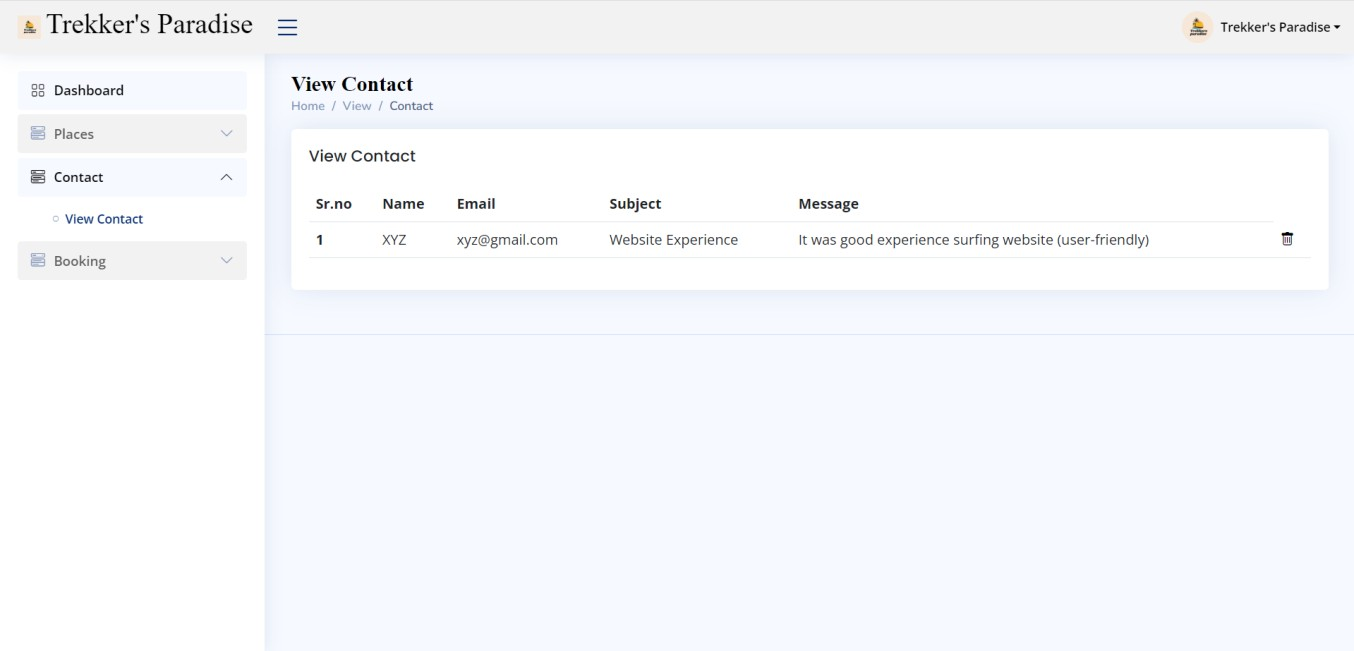 Trekker's Paradise
Trekker's Paradise
Dashboard
Places
Contact
View Contact
Booking
View Contact
Home / View / Contact
View Contact
Sr.no Name Email Subject Message
1 XYZ xyz@gmail.com Website Experience It was good experience surfing website (user-friendly)